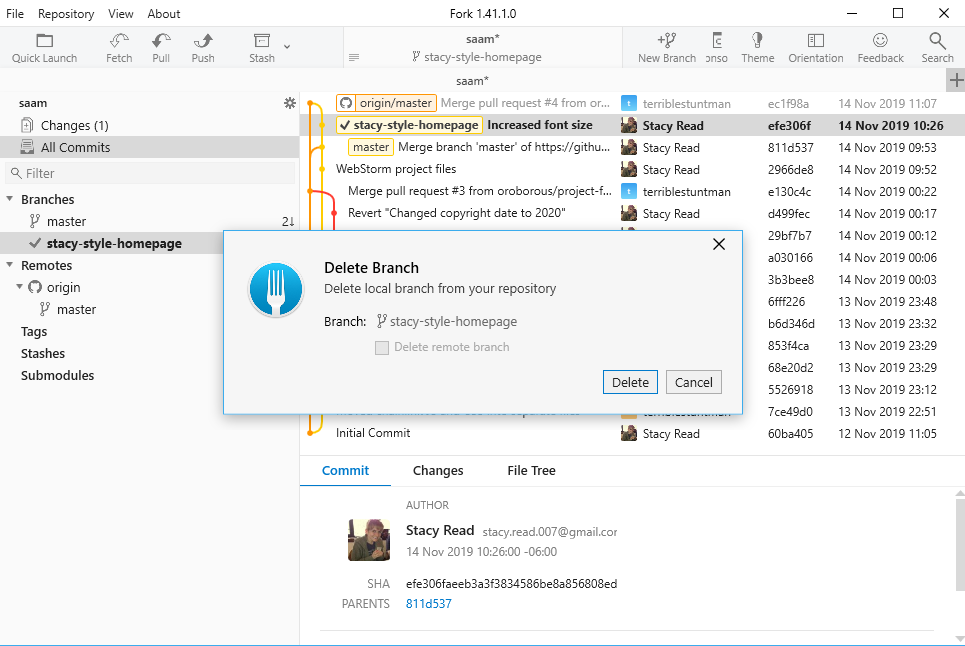 File Repository View About Fork 1.41.1.0
Quick Launch Fetch Pull Push Stash saam* stacy-style-homepage New Branch onso Theme Orientation Feedback Search
saam*
saam
Changes (1)
All Commits
Filter
Branches
master 2↓
stacy-style-homepage
Remotes
origin
master
Tags
Stashes
Submodules
origin/master Merge pull request #4 from or... terriblestuntman ec1f98a 14 Nov 2019 11:07
stacy-style-homepage Increased font size Stacy Read efe306f 14 Nov 2019 10:26
master Merge branch 'master' of https://githu... Stacy Read 811d537 14 Nov 2019 09:53
WebStorm project files Stacy Read 2966de8 14 Nov 2019 09:52
Merge pull request #3 from oroborous/project-f... terriblestuntman e130c4c 14 Nov 2019 00:22
Revert "Changed copyright date to 2020" Stacy Read d499fec 14 Nov 2019 00:17
29bf7b7 14 Nov 2019 00:12
a030166 14 Nov 2019 00:06
3b3bee8 14 Nov 2019 00:03
6fff226 13 Nov 2019 23:48
b6d346d 13 Nov 2019 23:32
853f4ca 13 Nov 2019 23:29
68e20d2 13 Nov 2019 23:29
5526918 13 Nov 2019 23:12
terriblestuntman 7ce49d0 13 Nov 2019 22:51
Initial Commit Stacy Read 60ba405 12 Nov 2019 11:05
Delete Branch
Delete local branch from your repository
Branch: stacy-style-homepage
Delete remote branch
Delete Cancel
Commit Changes File Tree
AUTHOR
Stacy Read stacy.read.007@gmail.cor
14 Nov 2019 10:26:00 -06:00
SHA efe306faeeb3a3f3834586be8a856808ed
PARENTS 811d537